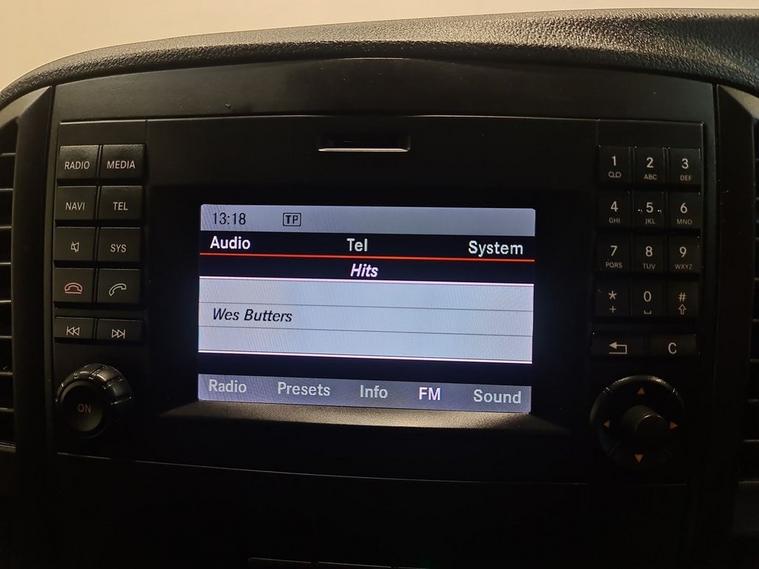 RADIO MEDIA
NAVI TEL
SYS
ON
13:18 TP
Audio Tel System
Hits
Wes Butters
Radio Presets Info FM Sound
1 2 3
ABC DEF
4 5 6
GHI JKL MNO
7 8 9
PQRS TUV WXYZ
* 0 #
+
C